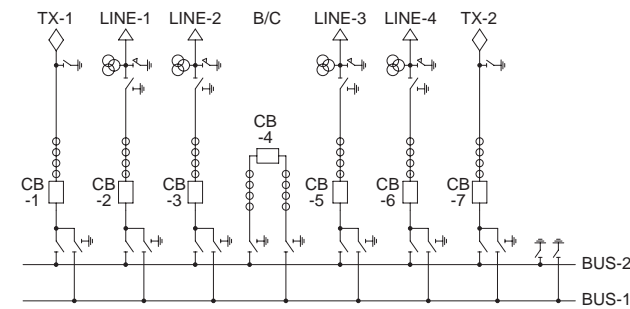 TX-1 LINE-1 LINE-2 B/C LINE-3 LINE-4 TX-2
CB
-4
CB CB CB CB CB CB
-1 -2 -3 -5 -6 -7
BUS-2
BUS-1